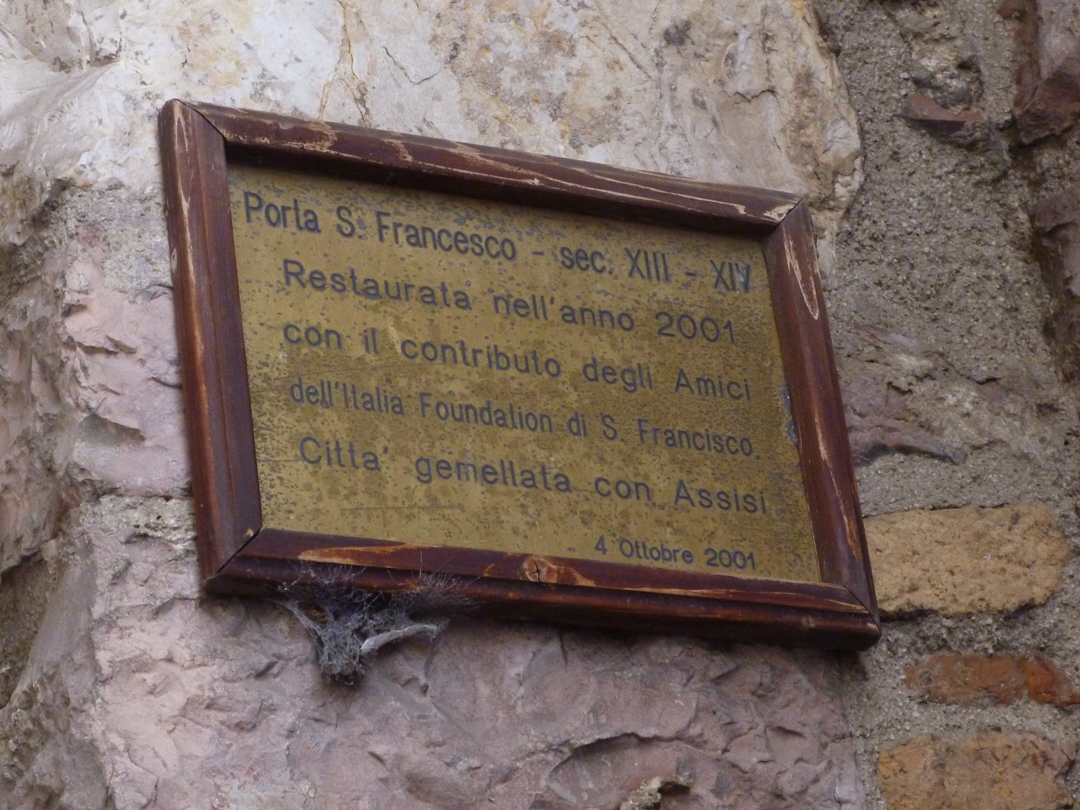 Porta S. Francesco - sec. XIII - XIV
Restaurata nell'anno 2001
con il contributo degli Amici
dell'Italia Foundation di S. Francisco.
Citta' gemellata con Assisi
4 Ottobre 2001